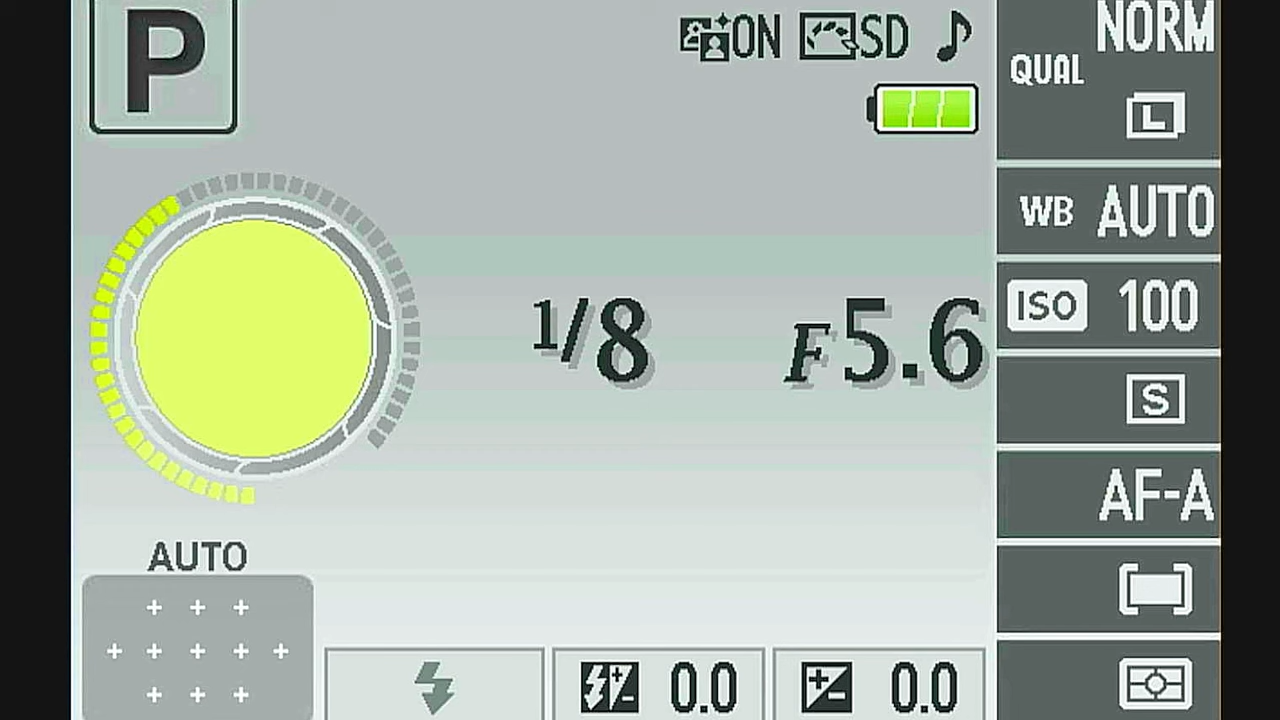 P
ON SD
QUAL NORM
L
WB AUTO
ISO 100
1/8 F5.6
S
AF-A
AUTO
0.0 0.0